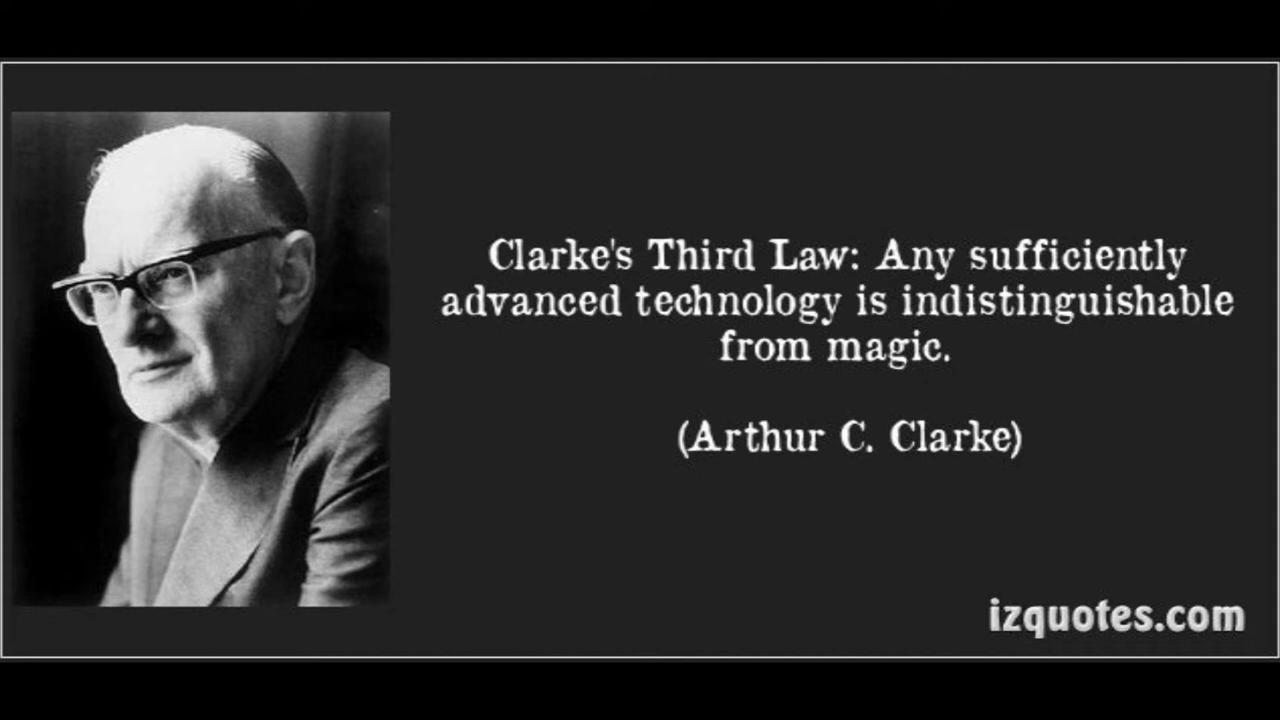 Clarke's Third Law: Any sufficiently
advanced technology is indistinguishable
from magic.
(Arthur C. Clarke)
izquotes.com